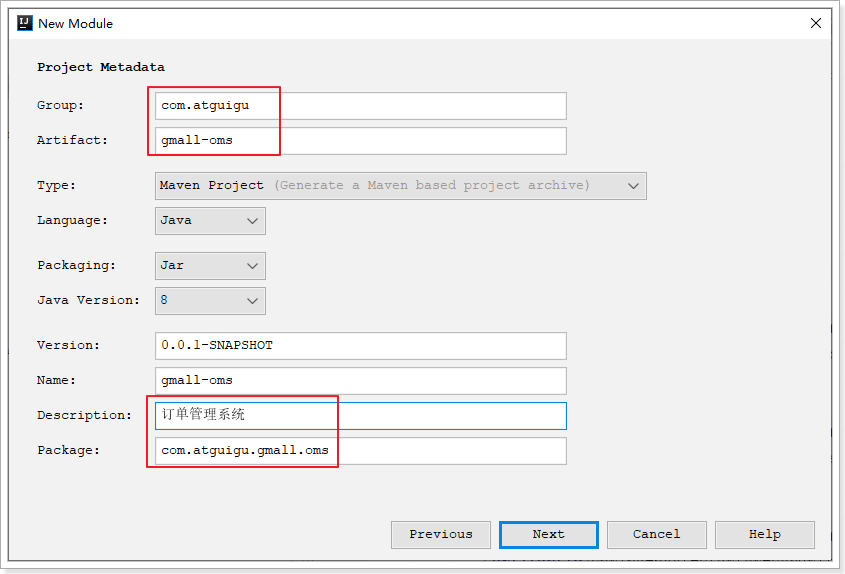 New Module
Project Metadata
Group: com.atguigu
Artifact: gmall-oms
Type: Maven Project (Generate a Maven based project archive)
Language: Java
Packaging: Jar
Java Version: 8
Version: 0.0.1-SNAPSHOT
Name: gmall-oms
Description: 订单管理系统
Package: com.atguigu.gmall.oms
Previous Next Cancel Help